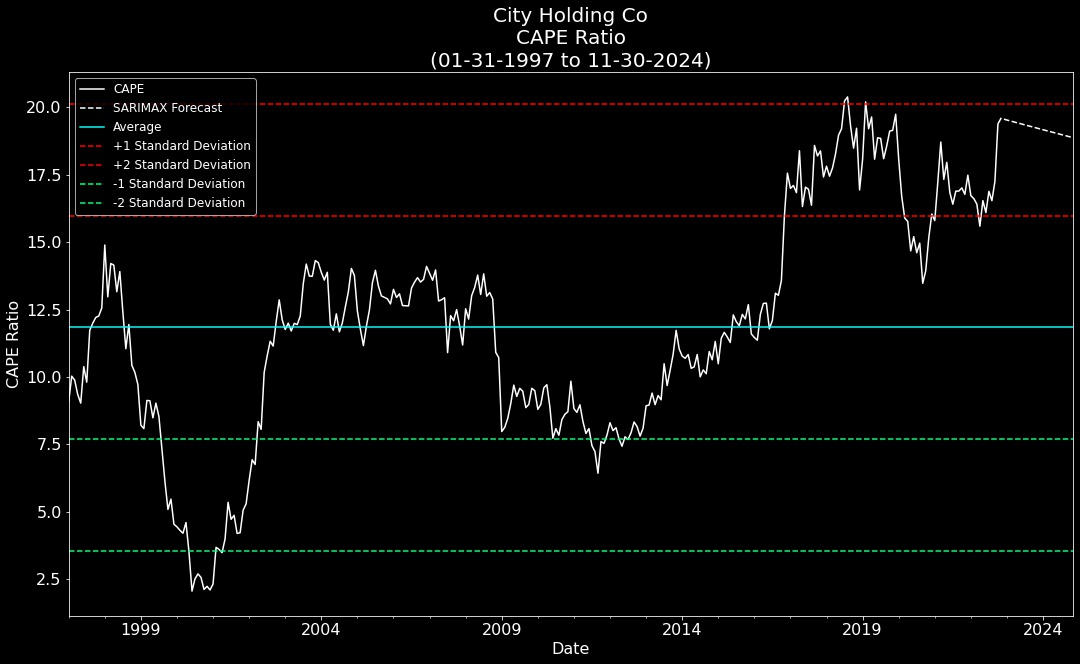 City Holding Co
CAPE Ratio
(01-31-1997 to 11-30-2024)
CAPE
SARIMAX Forecast
Average
+1 Standard Deviation
+2 Standard Deviation
-1 Standard Deviation
-2 Standard Deviation
20.0
17.5
15.0
12.5
10.0
7.5
5.0
2.5
CAPE Ratio
1999
2004
2009
2014
2019
2024
Date